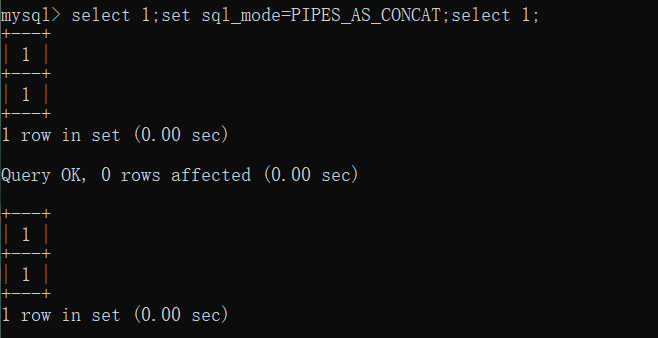 mysql> select 1;set sql_mode=PIPES_AS_CONCAT;select 1;
+---+
| 1 |
+---+
| 1 |
+---+
1 row in set (0.00 sec)

Query OK, 0 rows affected (0.00 sec)

+---+
| 1 |
+---+
| 1 |
+---+
1 row in set (0.00 sec)